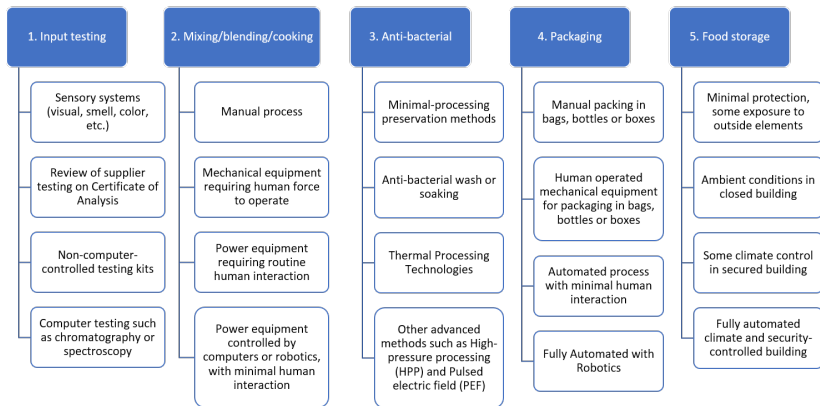 1. Input testing
Sensory systems
(visual, smell, color,
etc.)
Review of supplier
testing on Certificate of
Analysis
Non-computer-
controlled testing kits
Computer testing such
as chromatography or
spectroscopy
2. Mixing/blending/cooking
Manual process
Mechanical equipment
requiring human force
to operate
Power equipment
requiring routine
human interaction
Power equipment
controlled by
computers or robotics,
with minimal human
interaction
3. Anti-bacterial
Minimal-processing
preservation methods
Anti-bacterial wash or
soaking
Thermal Processing
Technologies
Other advanced
methods such as High-
pressure processing
(HPP) and Pulsed
electric field (PEF)
4. Packaging
Manual packing in
bags, bottles or boxes
Human operated
mechanical equipment
for packaging in bags,
bottles or boxes
Automated process
with minimal human
interaction
Fully Automated with
Robotics
5. Food storage
Minimal protection,
some exposure to
outside elements
Ambient conditions in
closed building
Some climate control
in secured building
Fully automated
climate and security-
controlled building